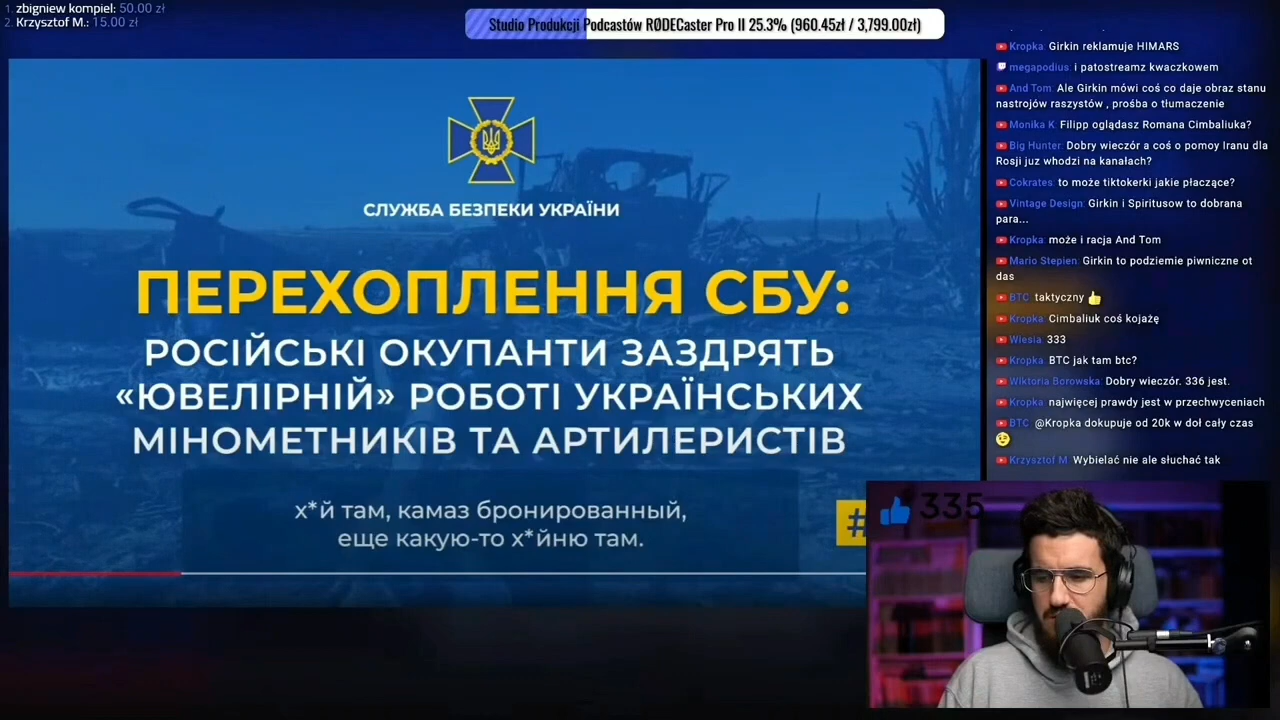 1. zbigniew kompiel: 50.00 zł
2. Krzysztof M.: 15.00 zł
Studio Produkcji Podcastów RØDECaster Pro II 25.3% (960.45zł / 3,799.00zł)
СЛУЖБА БЕЗПЕКИ УКРАЇНИ
ПЕРЕХОПЛЕННЯ СБУ:
РОСІЙСЬКІ ОКУПАНТИ ЗАЗДРЯТЬ
«ЮВЕЛІРНІЙ» РОБОТІ УКРАЇНСЬКИХ
МІНОМЕТНИКІВ ТА АРТИЛЕРИСТІВ
х*й там, камаз бронированный,
еще какую-то х*йню там.
#
Kropka: Girkin reklamuje HIMARS
megapodius: i patostreamz kwaczkowem
And Tom: Ale Girkin mówi coś co daje obraz stanu
nastrojów raszystów , prośba o tłumaczenie
Monika K: Filipp oglądasz Romana Cimbaliuka?
Big Hunter: Dobry wieczór a coś o pomoy Iranu dla
Rosji juz whodzi na kanałach?
Cokrates: to może tiktokerki jakie płaczące?
Vintage Design: Girkin i Spiritusow to dobrana
para...
Kropka: może i racja And Tom
Mario Stepien: Girkin to podziemie piwniczne ot
das
BTC: taktyczny 👍
Kropka: Cimbaliuk coś kojażę
Wiesia: 333
Kropka: BTC jak tam btc?
Wiktoria Borowska: Dobry wieczór. 336 jest.
Kropka: najwięcej prawdy jest w przechwyceniach
BTC: @Kropka dokupuje od 20k w doł cały czas
😉
Krzysztof M: Wybielać nie ale słuchać tak
335